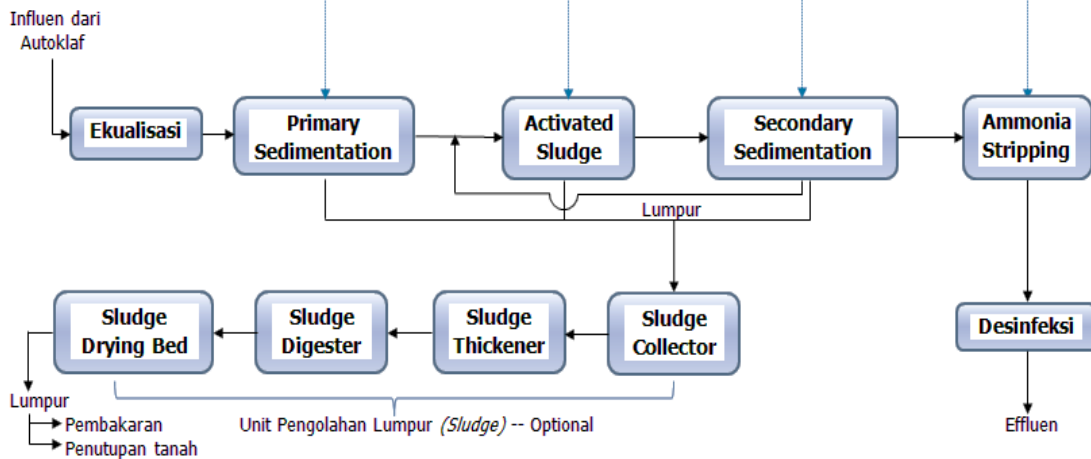 Influen dari
Autoklaf
Ekualisasi
Primary
Sedimentation
Activated
Sludge
Secondary
Sedimentation
Ammonia
Stripping
Lumpur
Sludge
Drying Bed
Sludge
Digester
Sludge
Thickener
Sludge
Collector
Desinfeksi
Lumpur
Pembakaran
Penutupan tanah
Unit Pengolahan Lumpur (Sludge) -- Optional
Effluen